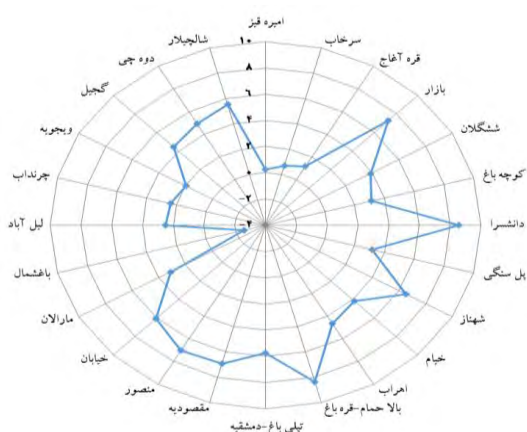 امیره قیز
سرخاب
قره آغاج
بازار
ششگلان
کوچه باغ
دانشسرا
پل سنگی
شهناز
خیام
اهراب
بالا حمام-قره باغ
تپلی باغ-دمشقیه
مقصودیه
منصور
خیابان
مارالان
باغشمال
لیل آباد
چرنداب
ویجویه
گجیل
دوه چی
شالچیلار
۱۰
۸
۶
۴
۲
۰
-۲
-۴